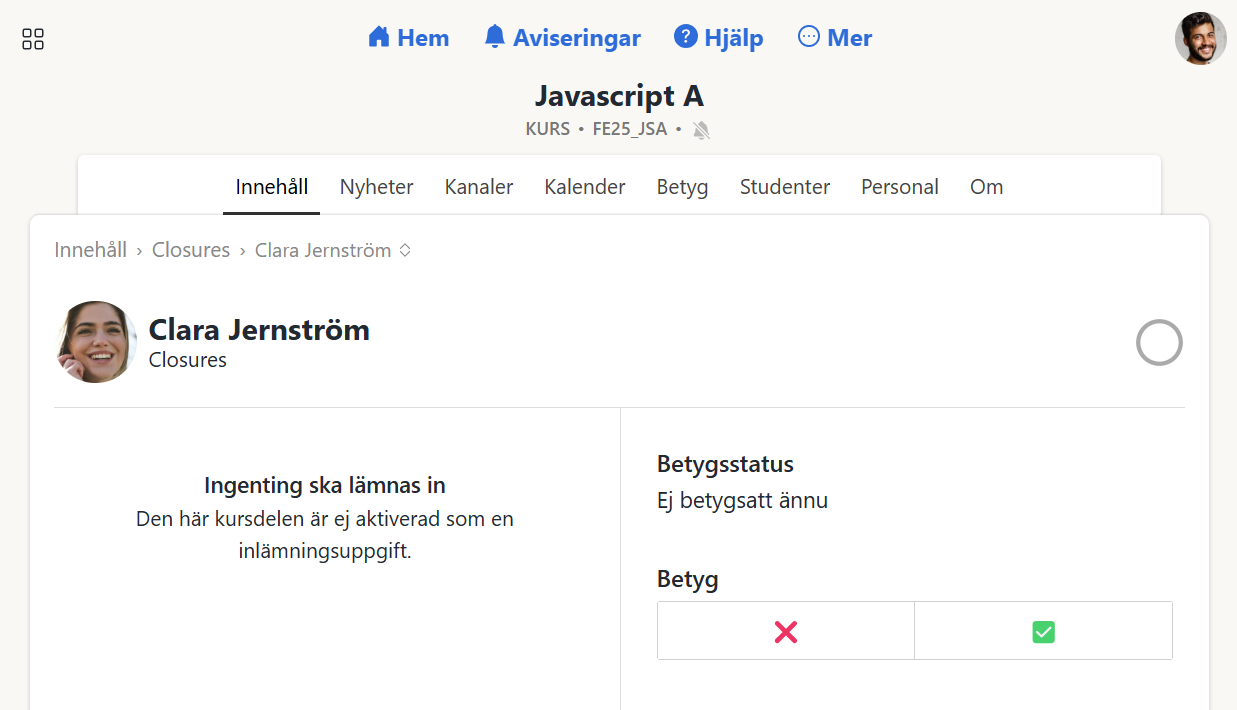 Hem Aviseringar Hjälp Mer
Javascript A
KURS • FE25_JSA •
Innehåll Nyheter Kanaler Kalender Betyg Studenter Personal Om
Innehåll › Closures › Clara Jernström
Clara Jernström
Closures
Ingenting ska lämnas in
Den här kursdelen är ej aktiverad som en
inlämningsuppgift.
Betygsstatus
Ej betygsatt ännu
Betyg